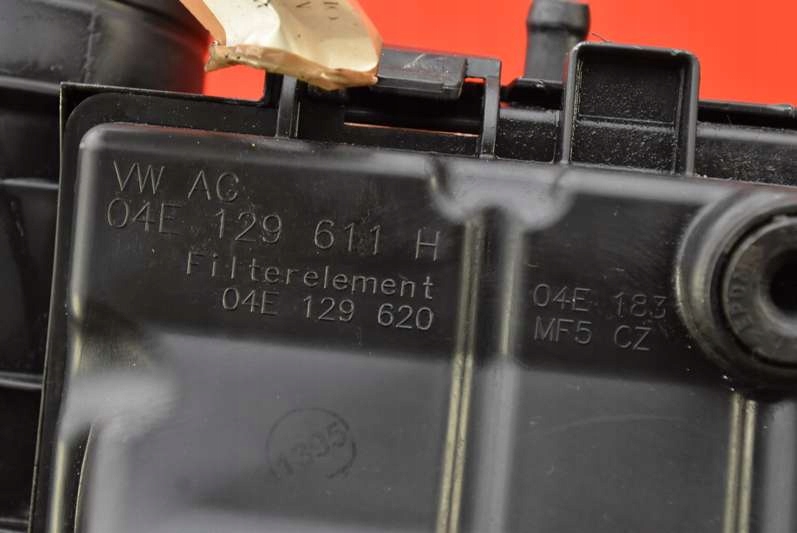 VW AG
04E 129 611 H
Filterelement
04E 129 620
04E 183
MF5 CZ
1395